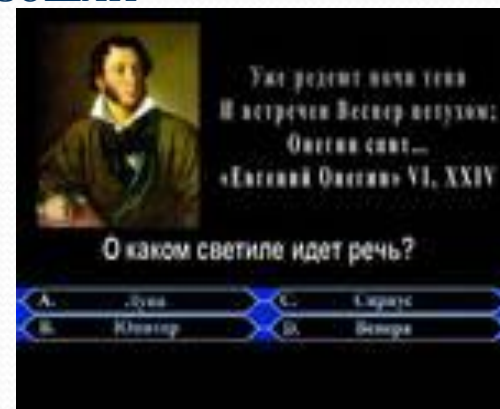 Уже редеют ночи тени
И встречен Веспер петухом;
Онегин спит...
«Евгений Онегин» VI, XXIV
О каком светиле идет речь?
A. Луна
C. Сириус
B. Юпитер
D. Венера